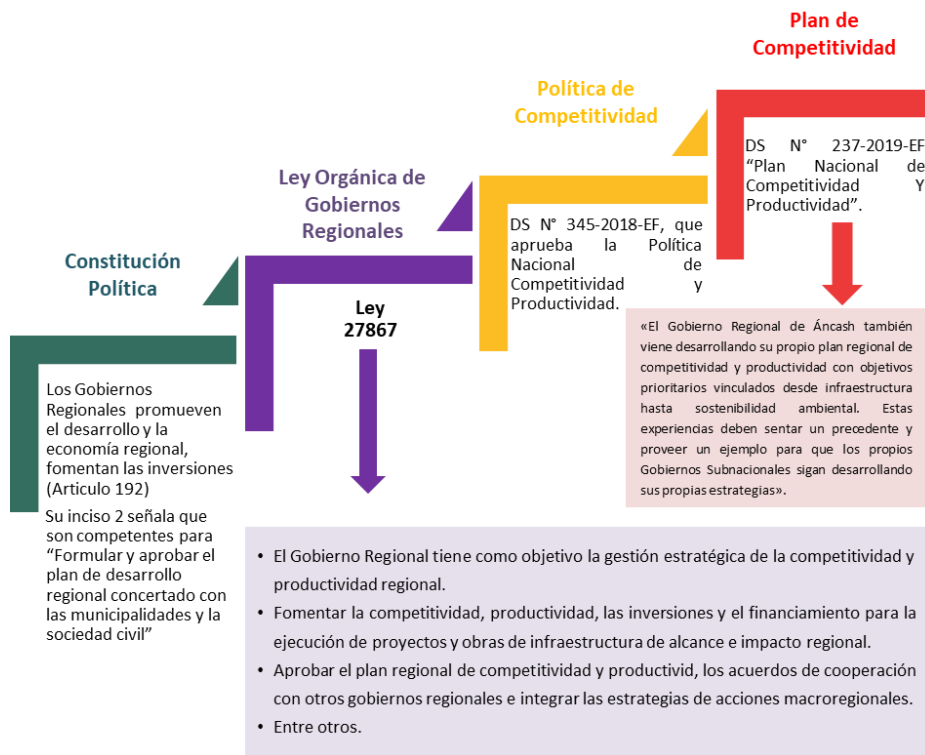 Constitución
Política
Los Gobiernos
Regionales promueven
el desarrollo y la
economía regional,
fomentan las inversiones
(Articulo 192)
Su inciso 2 señala que
son competentes para
“Formular y aprobar el
plan de desarrollo
regional concertado con
las municipalidades y la
sociedad civil”
Ley Orgánica de
Gobiernos
Regionales
Ley
27867
• El Gobierno Regional tiene como objetivo la gestión estratégica de la competitividad y
productividad regional.
• Fomentar la competitividad, productividad, las inversiones y el financiamiento para la
ejecución de proyectos y obras de infraestructura de alcance e impacto regional.
• Aprobar el plan regional de competitividad y productivid, los acuerdos de cooperación
con otros gobiernos regionales e integrar las estrategias de acciones macroregionales.
• Entre otros.
Política de
Competitividad
DS N° 345-2018-EF, que
aprueba la Política
Nacional de
Competitividad y
Productividad.
Plan de
Competitividad
DS N° 237-2019-EF
“Plan Nacional de
Competitividad Y
Productividad”.
«El Gobierno Regional de Áncash también
viene desarrollando su propio plan regional de
competitividad y productividad con objetivos
prioritarios vinculados desde infraestructura
hasta sostenibilidad ambiental. Estas
experiencias deben sentar un precedente y
proveer un ejemplo para que los propios
Gobiernos Subnacionales sigan desarrollando
sus propias estrategias».